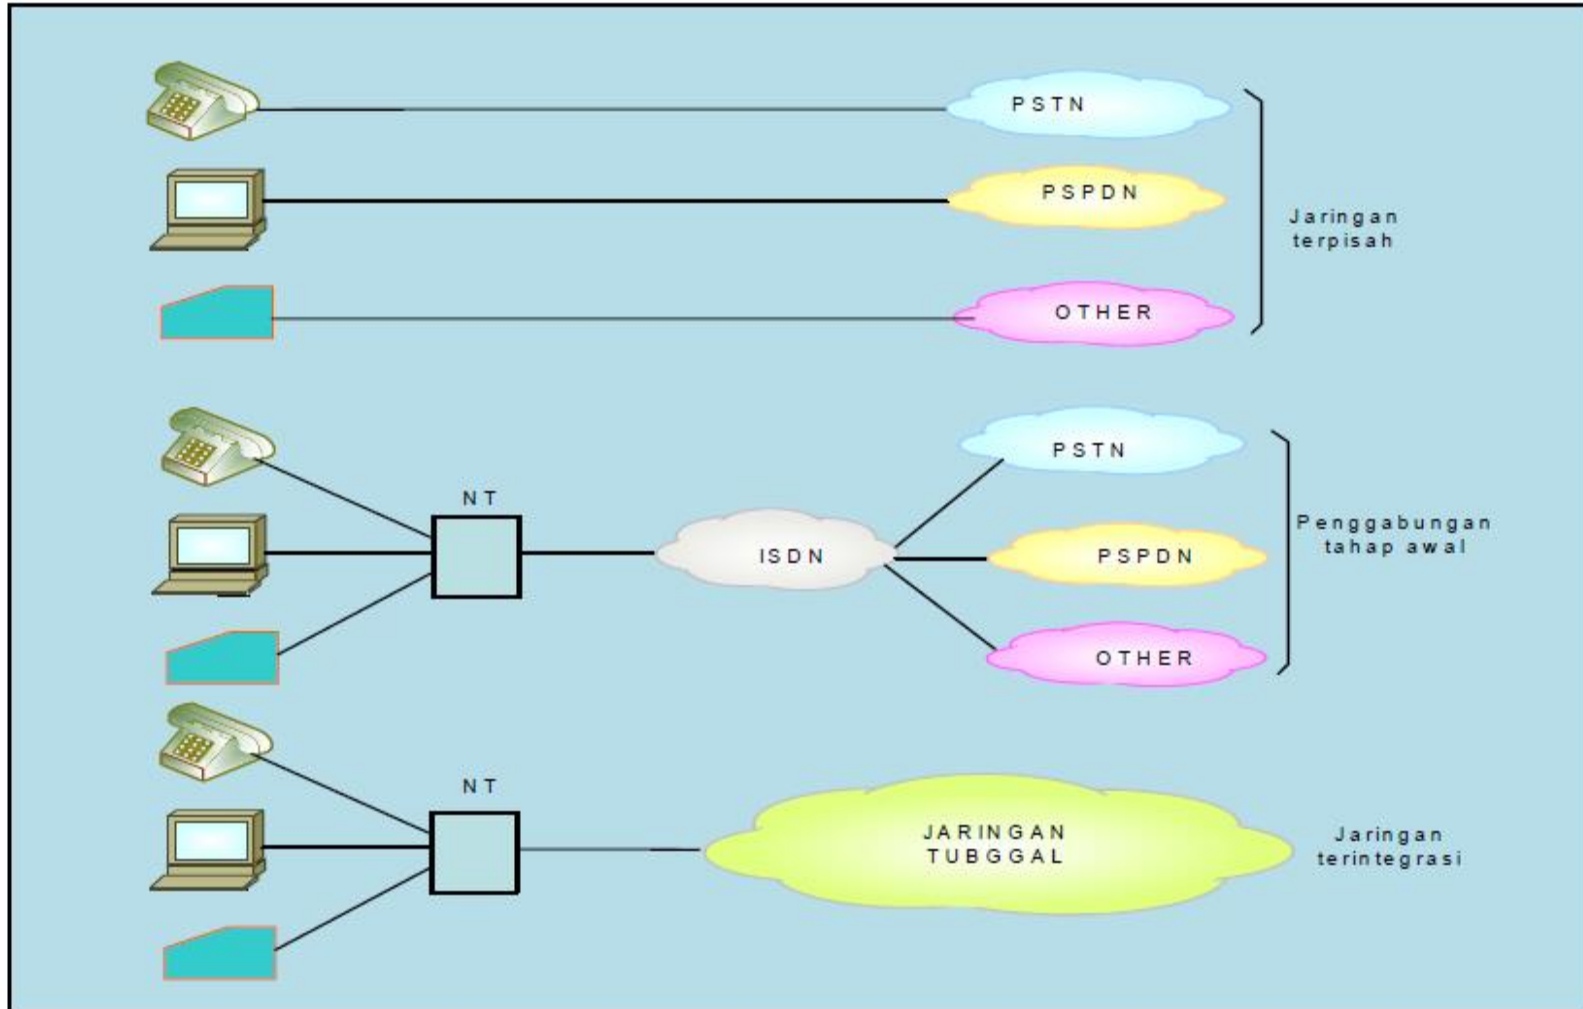 PSTN
PSPDN
OTHER
Jaringan
terpisah
PSTN
NT
ISDN
PSPDN
OTHER
Penggabungan
tahap awal
NT
JARINGAN
TUBGGAL
Jaringan
terintegrasi